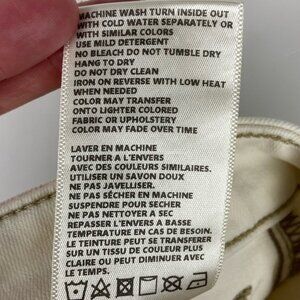 MACHINE WASH TURN INSIDE OUT
WITH COLD WATER SEPARATELY OR
WITH SIMILAR COLORS
USE MILD DETERGENT
NO BLEACH DO NOT TUMBLE DRY
HANG TO DRY
DO NOT DRY CLEAN
IRON ON REVERSE WITH LOW HEAT
WHEN NEEDED
COLOR MAY TRANSFER
ONTO LIGHTER COLORED
FABRIC OR UPHOLSTERY
COLOR MAY FADE OVER TIME
LAVER EN MACHINE
TOURNER A L'ENVERS
AVEC DES COULEURS SIMILAIRES.
UTILISER UN SAVON DOUX
NE PAS JAVELLISER.
NE PAS SÉCHER EN MACHINE
SUSPENDRE POUR SÉCHER
NE PAS NETTOYER A SEC
REPASSER L'ENVERS A BASSE
TEMPERATURE EN CAS DE BESOIN.
LE TEINTURE PEUT SE TRANSFERER
SUR UN TISSU DE COULEUR PLUS
CLAIRE OU PEUT DIMINUER AVEC
LE TEMPS.